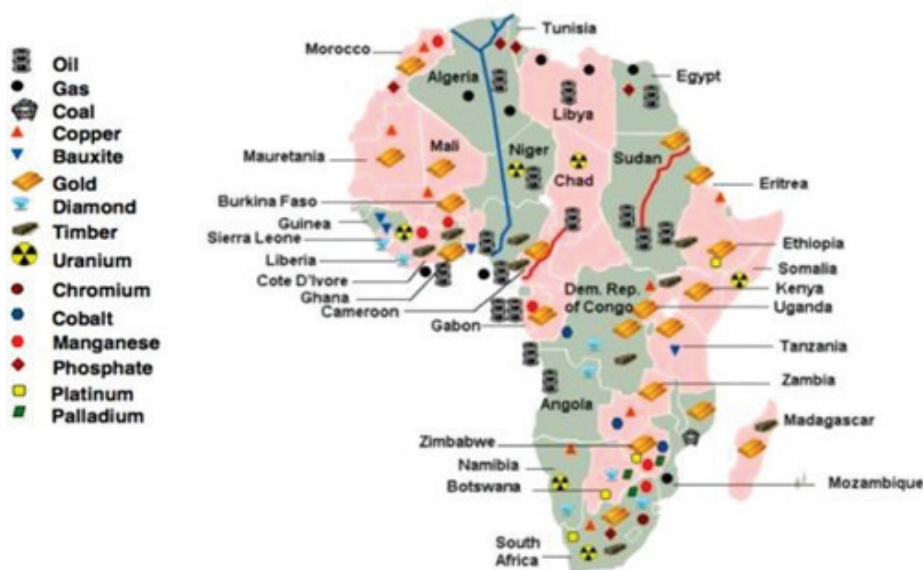 Oil
Gas
Coal
Copper
Bauxite
Gold
Diamond
Timber
Uranium
Chromium
Cobalt
Manganese
Phosphate
Platinum
Palladium
Tunisia
Morocco
Algeria
Egypt
Libya
Mali
Niger
Sudan
Mauretania
Chad
Eritrea
Burkina Faso
Guinea
Sierra Leone
Ethiopia
Liberia
Somalia
Cote D'Ivore
Dem. Rep.
of Congo
Kenya
Ghana
Uganda
Cameroon
Gabon
Tanzania
Zambia
Angola
Madagascar
Zimbabwe
Namibia
Botswana
Mozambique
South
Africa